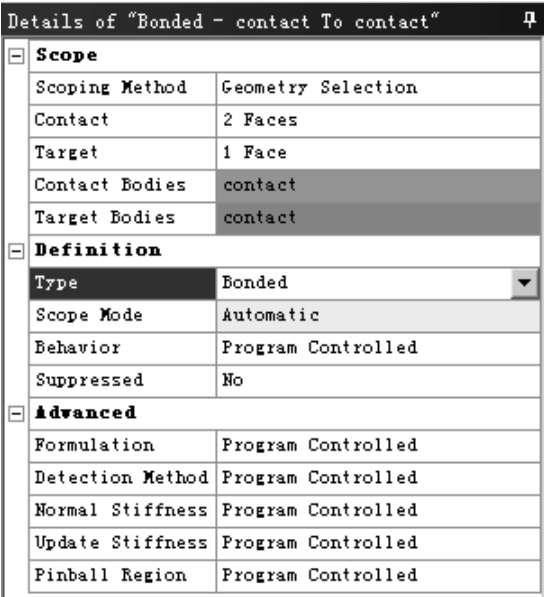 Details of "Bonded - contact To contact"
Scope
Scoping Method Geometry Selection
Contact 2 Faces
Target 1 Face
Contact Bodies contact
Target Bodies contact
Definition
Type Bonded
Scope Mode Automatic
Behavior Program Controlled
Suppressed No
Advanced
Formulation Program Controlled
Detection Method Program Controlled
Normal Stiffness Program Controlled
Update Stiffness Program Controlled
Pinball Region Program Controlled